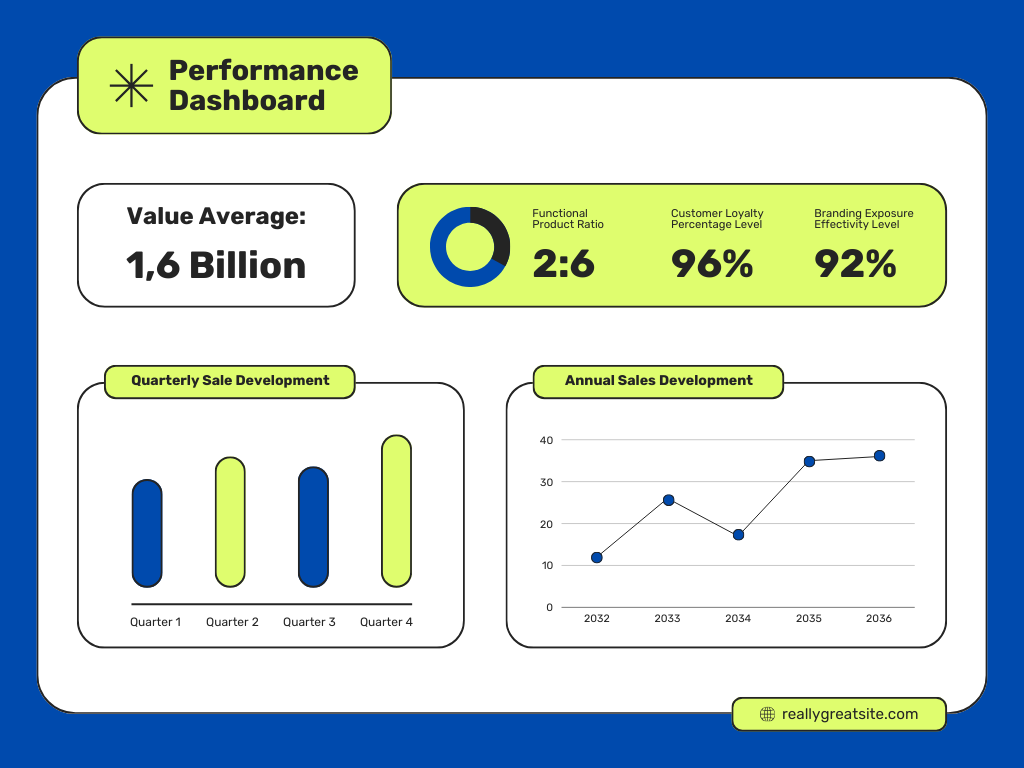 Performance
Dashboard
Value Average:
1,6 Billion
Functional
Product Ratio
2:6
Customer Loyalty
Percentage Level
96%
Branding Exposure
Effectivity Level
92%
Quarterly Sale Development
Quarter 1
Quarter 2
Quarter 3
Quarter 4
Annual Sales Development
40
30
20
10
0
2032
2033
2034
2035
2036
reallygreatsite.com